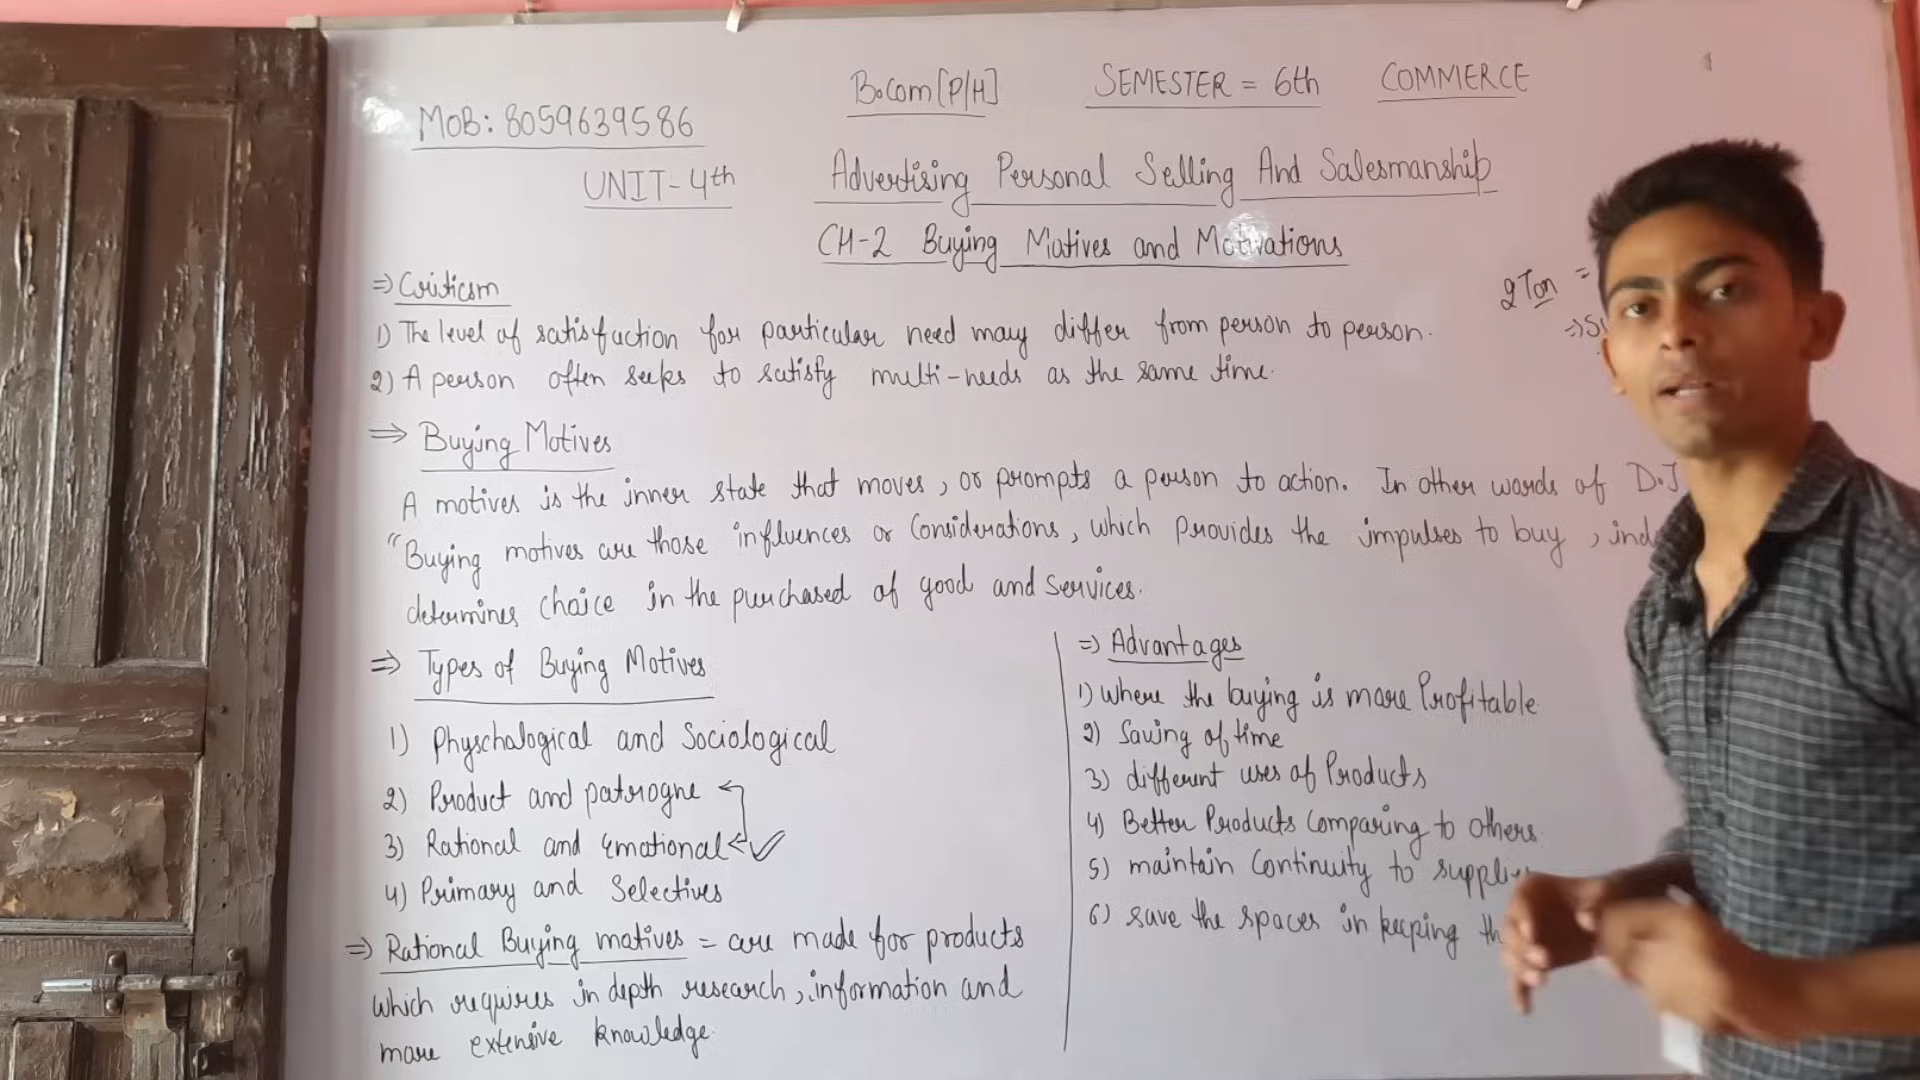 B.Com[P/H] SEMESTER = 6th COMMERCE
MOB: 8059639586
UNIT-4th Advertising Personal Selling And Salesmanship
CH-2 Buying Motives and Motivations
⇒ Criticism
1) The level of satisfaction for particular need may differ from person to person.
2) A person often seeks to satisfy multi-needs as the same time.
2 Ton =
⇒ Buying Motives
A motives is the inner state that moves, or prompts a person to action. In other words of D.J
"Buying motives are those influences or Considerations, which provides the impulses to buy, ind
determines choice in the purchased of good and services.
⇒ Types of Buying Motives
1) Physchological and Sociological
2) Product and patrogne
3) Rational and Emotional ✓
4) Primary and Selectives
⇒ Rational Buying motives = are made for products
which requires in depth research, information and
more extensive knowledge.
⇒ Advantages
1) where the buying is more Profitable
2) Saving of time
3) different uses of Products
4) Better Products Comparing to others.
5) maintain Continuity to
6) save the spaces in keeping